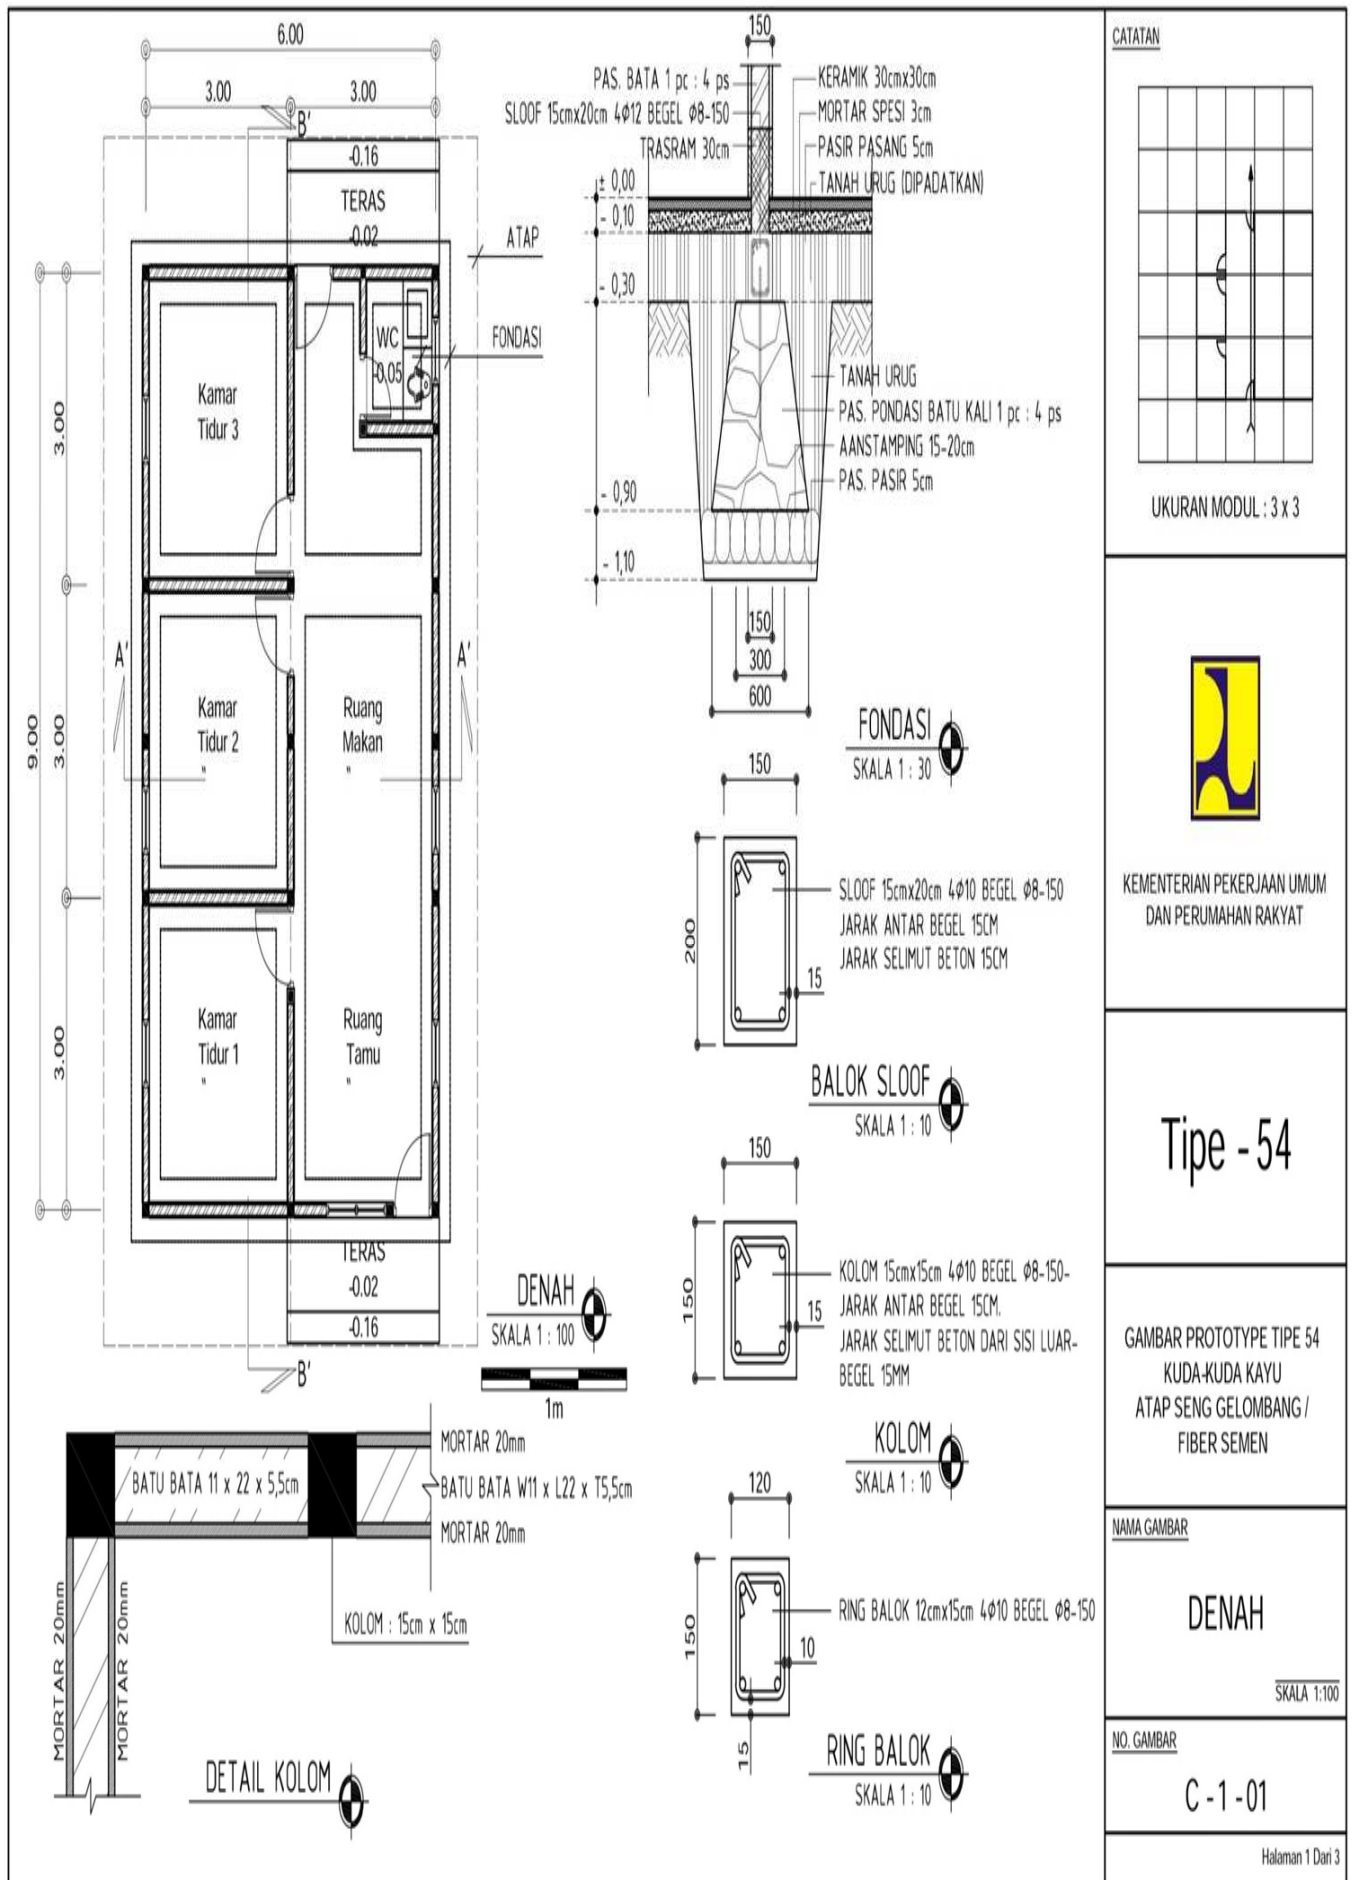 6.00
3.00
3.00
B'
-0.16
TERAS
-0.02
ATAP
FONDASI
WC
-0.05
Kamar
Tidur 3
3.00
A'
A'
Kamar
Tidur 2
"
Ruang
Makan
"
9.00
3.00
Kamar
Tidur 1
"
Ruang
Tamu
"
3.00
TERAS
-0.02
-0.16
B'
DENAH
SKALA 1 : 100
1m
MORTAR 20mm
BATU BATA 11 x 22 x 5,5cm
BATU BATA W11 x L22 x T5,5cm
MORTAR 20mm
KOLOM : 15cm x 15cm
MORTAR 20mm
MORTAR 20mm
DETAIL KOLOM
150
PAS. BATA 1 pc : 4 ps
SLOOF 15cmx20cm 4ϕ12 BEGEL ϕ8-150
TRASRAM 30cm
KERAMIK 30cmx30cm
MORTAR SPESI 3cm
PASIR PASANG 5cm
TANAH URUG (DIPADATKAN)
± 0,00
- 0,10
- 0,30
- 0,90
- 1,10
TANAH URUG
PAS. PONDASI BATU KALI 1 pc : 4 ps
AANSTAMPING 15-20cm
PAS. PASIR 5cm
150
300
600
FONDASI
SKALA 1 : 30
150
200
SLOOF 15cmx20cm 4ϕ10 BEGEL ϕ8-150
JARAK ANTAR BEGEL 15CM
JARAK SELIMUT BETON 15CM
15
BALOK SLOOF
SKALA 1 : 10
150
150
KOLOM 15cmx15cm 4ϕ10 BEGEL ϕ8-150-
JARAK ANTAR BEGEL 15CM.
JARAK SELIMUT BETON DARI SISI LUAR-
BEGEL 15MM
15
KOLOM
SKALA 1 : 10
120
150
RING BALOK 12cmx15cm 4ϕ10 BEGEL ϕ8-150
10
15
RING BALOK
SKALA 1 : 10
CATATAN
UKURAN MODUL : 3 x 3
KEMENTERIAN PEKERJAAN UMUM
DAN PERUMAHAN RAKYAT
Tipe - 54
GAMBAR PROTOTYPE TIPE 54
KUDA-KUDA KAYU
ATAP SENG GELOMBANG /
FIBER SEMEN
NAMA GAMBAR
DENAH
SKALA 1:100
NO. GAMBAR
C - 1 - 01
Halaman 1 Dari 3